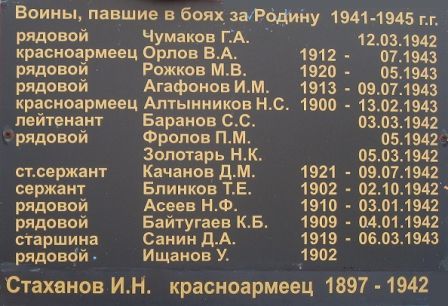 Воины, павшие в боях за Родину 1941-1945 г.г.
рядовой Чумаков Г.А. 12.03.1942
красноармеец Орлов В.А. 1912 - 07.1943
рядовой Рожков М.В. 1920 - 05.1943
рядовой Агафонов И.М. 1913 - 09.07.1943
красноармеец Алтынников Н.С. 1900 - 13.02.1943
лейтенант Баранов С.С. 03.03.1942
рядовой Фролов П.М. 05.1942
Золотарь Н.К. 05.03.1942
ст.сержант Качанов Д.М. 1921 - 09.07.1942
сержант Блинков Т.Е. 1902 - 02.10.1942
рядовой Асеев Н.Ф. 1910 - 03.01.1942
рядовой Байтугаев К.Б. 1909 - 04.01.1942
старшина Санин Д.А. 1919 - 06.03.1943
рядовой Ищанов У. 1902
Стаханов И.Н. красноармеец 1897 - 1942